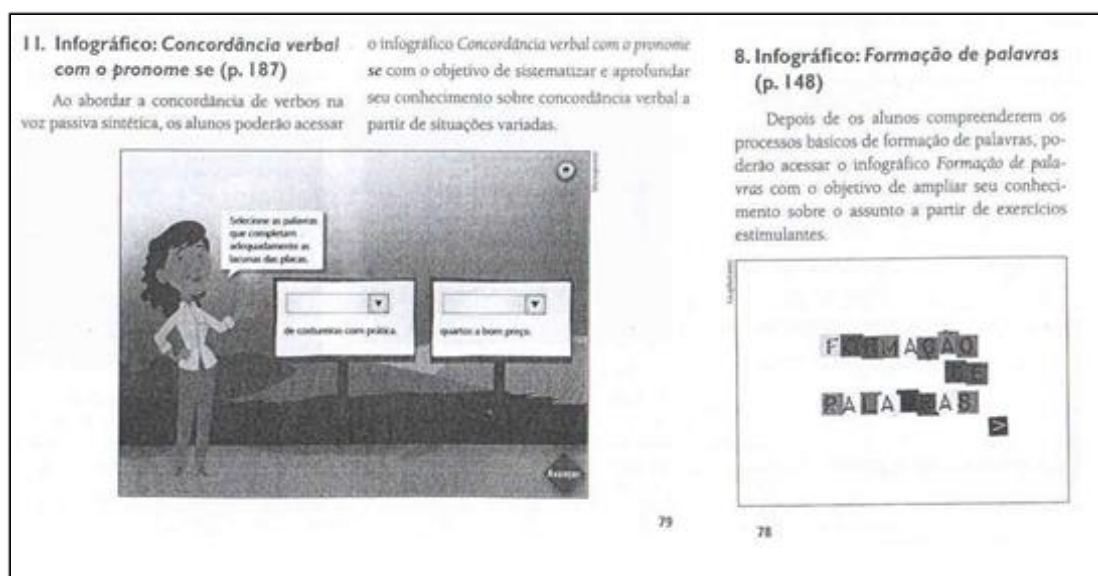 11. Infográfico: Concordância verbal
com o pronome se (p. 187)
Ao abordar a concordância de verbos na
voz passiva sintética, os alunos poderão acessar
o infográfico Concordância verbal com o pronome
se com o objetivo de sistematizar e aprofundar
seu conhecimento sobre concordância verbal a
partir de situações variadas.
Selecione as palavras
que completam
adequadamente as
lacunas das placas.
de costureiras com prática.
quartos a bom preço.
Avançar
79
8. Infográfico: Formação de palavras
(p. 148)
Depois de os alunos compreenderem os
processos básicos de formação de palavras, po-
derão acessar o infográfico Formação de pala-
vras com o objetivo de ampliar seu conheci-
mento sobre o assunto a partir de exercícios
estimulantes.
FORMAÇÃO
DE
PALAVRAS
>
78